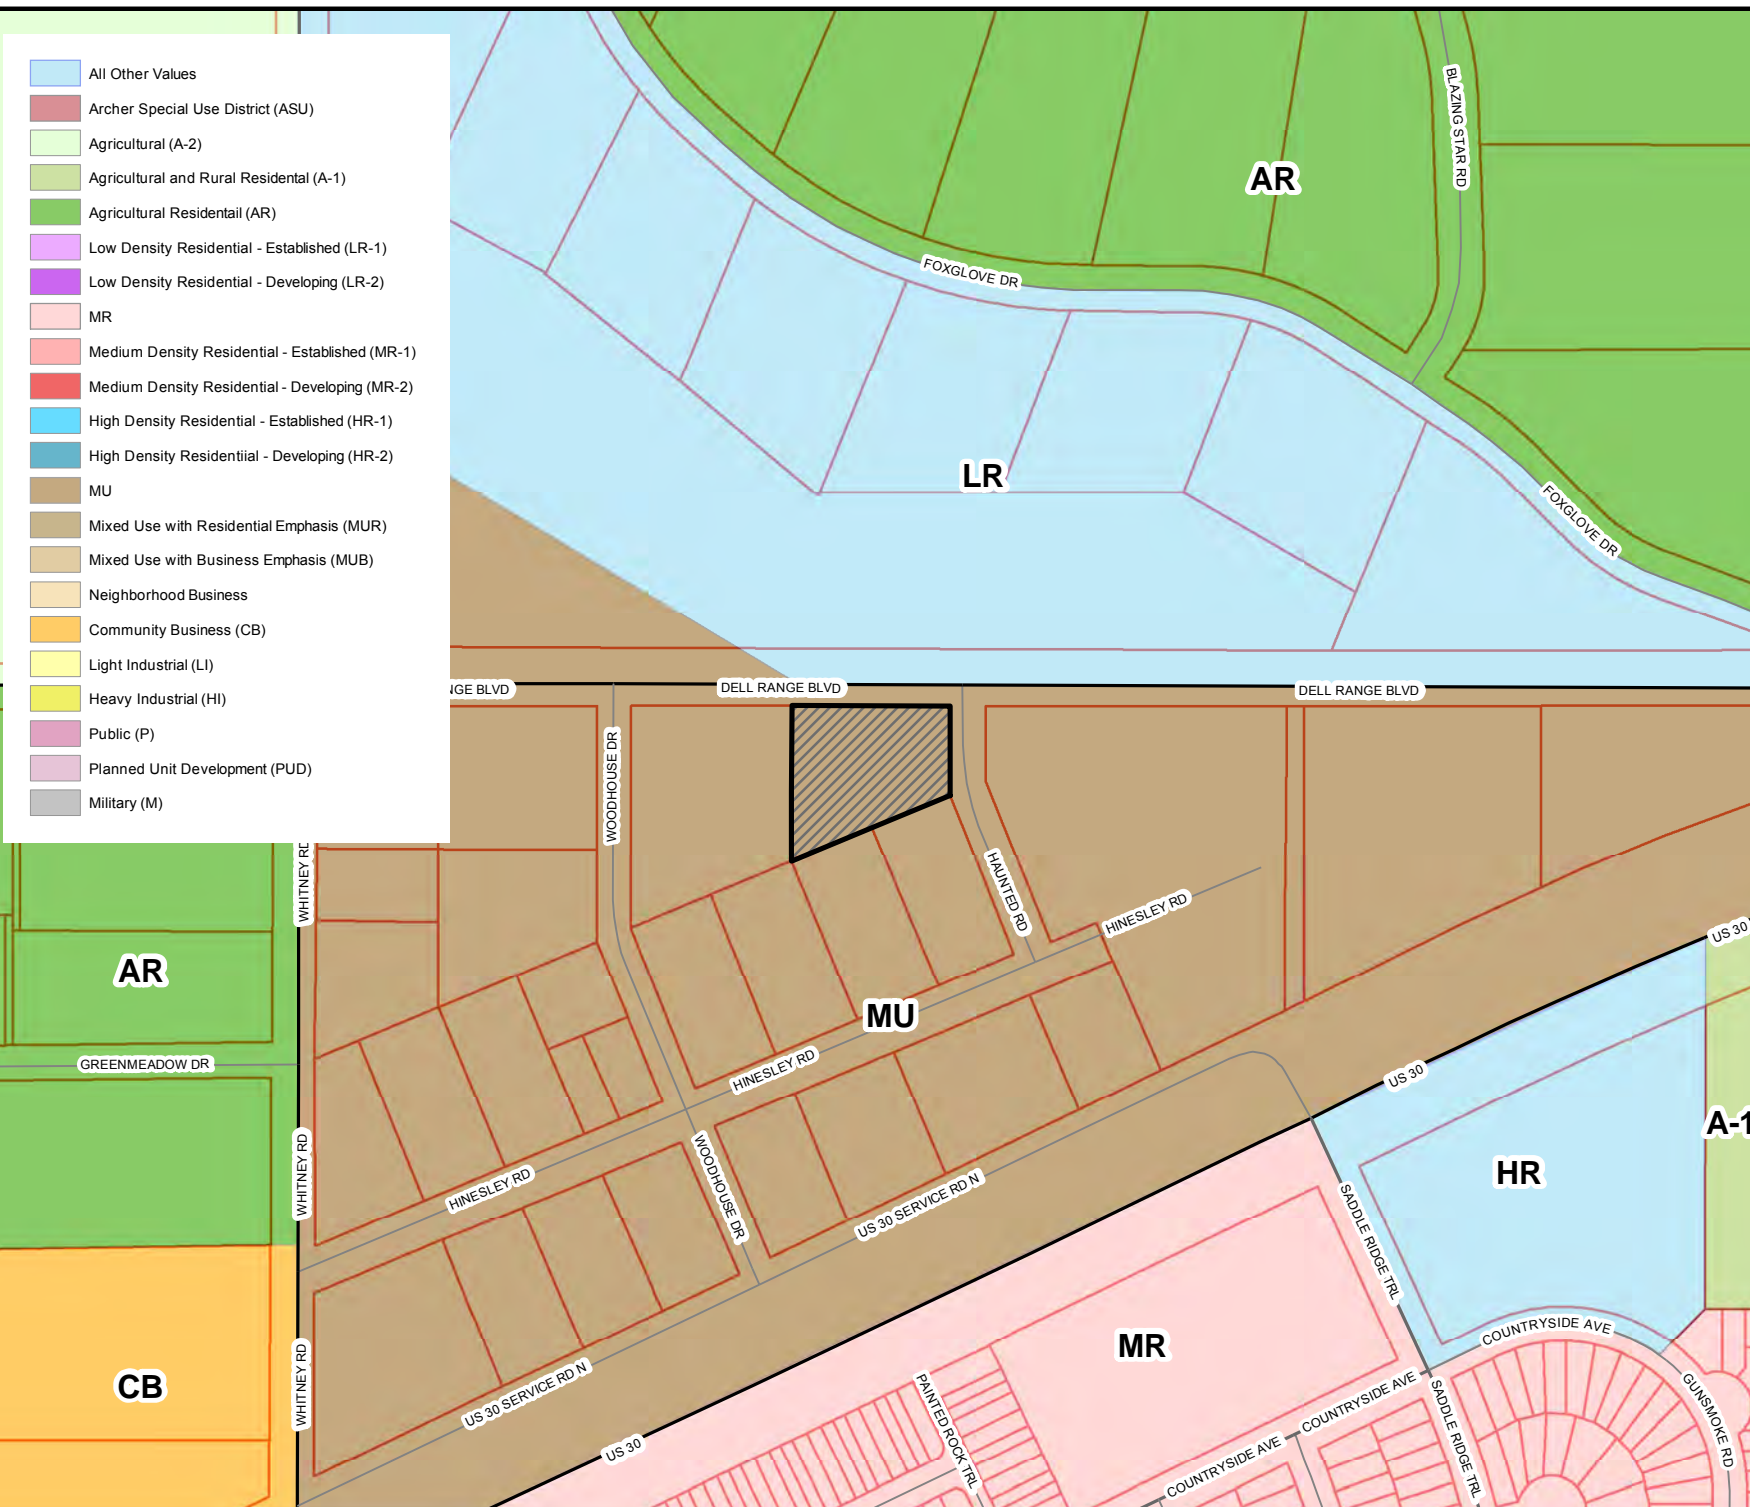 All Other Values
Archer Special Use District (ASU)
Agricultural (A-2)
Agricultural and Rural Residental (A-1)
Agricultural Residentail (AR)
Low Density Residential - Established (LR-1)
Low Density Residential - Developing (LR-2)
MR
Medium Density Residential - Established (MR-1)
Medium Density Residential - Developing (MR-2)
High Density Residential - Established (HR-1)
High Density Residentiial - Developing (HR-2)
MU
Mixed Use with Residential Emphasis (MUR)
Mixed Use with Business Emphasis (MUB)
Neighborhood Business
Community Business (CB)
Light Industrial (LI)
Heavy Industrial (HI)
Public (P)
Planned Unit Development (PUD)
Military (M)
BLAZING STAR RD
AR
FOXGLOVE DR
LR
FOXGLOVE DR
NGE BLVD
DELL RANGE BLVD
DELL RANGE BLVD
WOODHOUSE DR
WHITNEY RD
HAUNTED RD
HINESLEY RD
US 30
AR
MU
GREENMEADOW DR
HINESLEY RD
US 30
A-1
WHITNEY RD
WOODHOUSE DR
HINESLEY RD
HR
US 30 SERVICE RD N
SADDLE RIDGE TRL
COUNTRYSIDE AVE
MR
CB
WHITNEY RD
US 30 SERVICE RD N
PAINTED ROCK TRL
COUNTRYSIDE AVE
SADDLE RIDGE TRL
GUNSMOKE RD
US 30
COUNTRYSIDE AVE